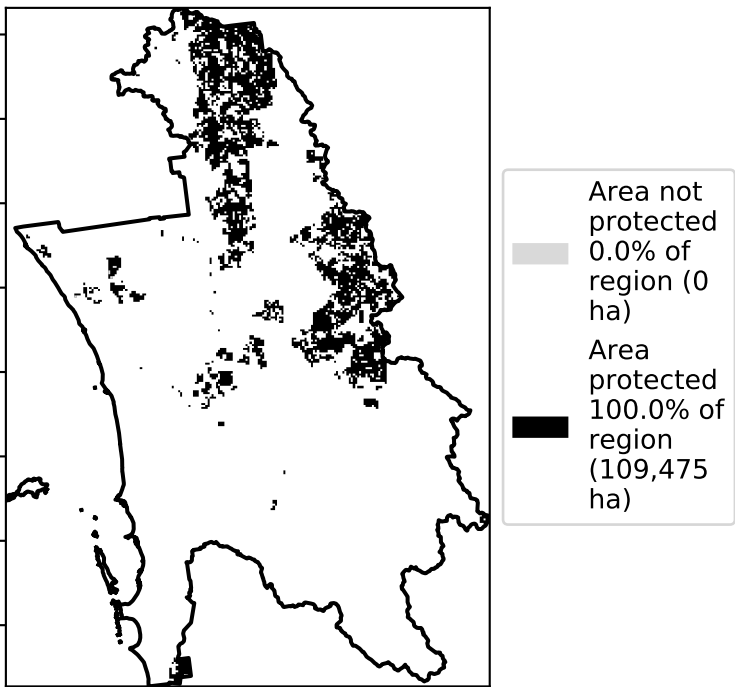 Area not
protected
0.0% of
region (0
ha)
Area
protected
100.0% of
region
(109,475
ha)